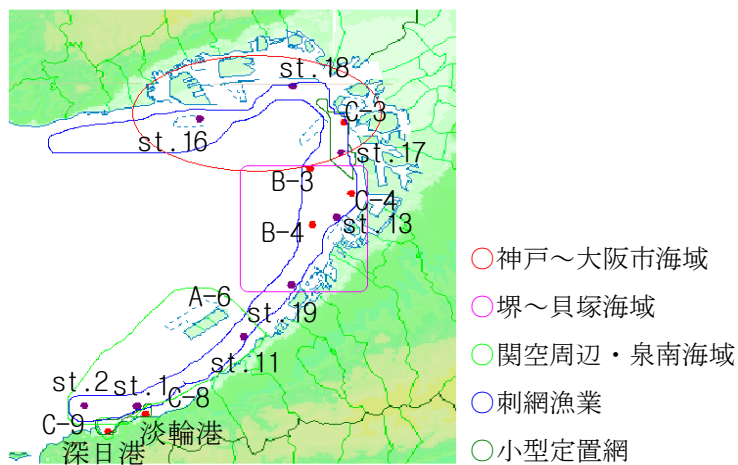 st.18
C-3
st.16
st.17
B-3
C-4
st.13
B-4
A-6
st.19
st.11
st.2
st.1
C-8
C-9
淡輪港
深日港
○神戸～大阪市海域
○堺～貝塚海域
○関空周辺・泉南海域
○刺網漁業
○小型定置網